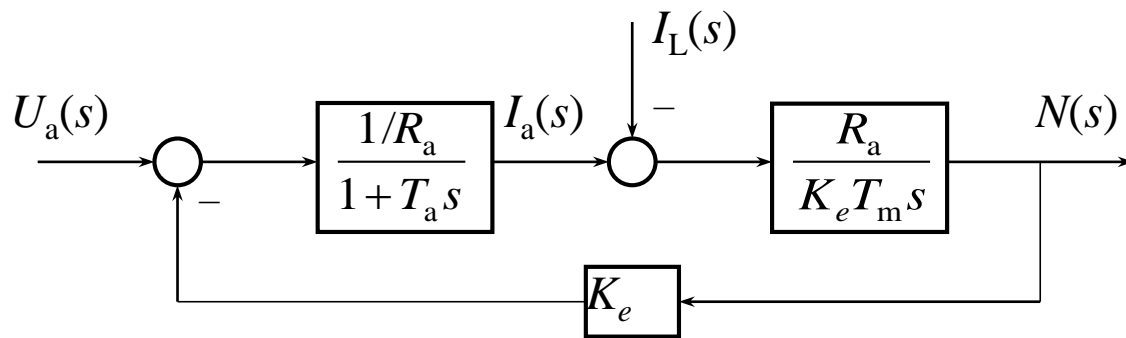 I_L(s)
U_a(s)
−
1/R_a
1 + T_a s
I_a(s)
−
R_a
K_e T_m s
N(s)
K_e